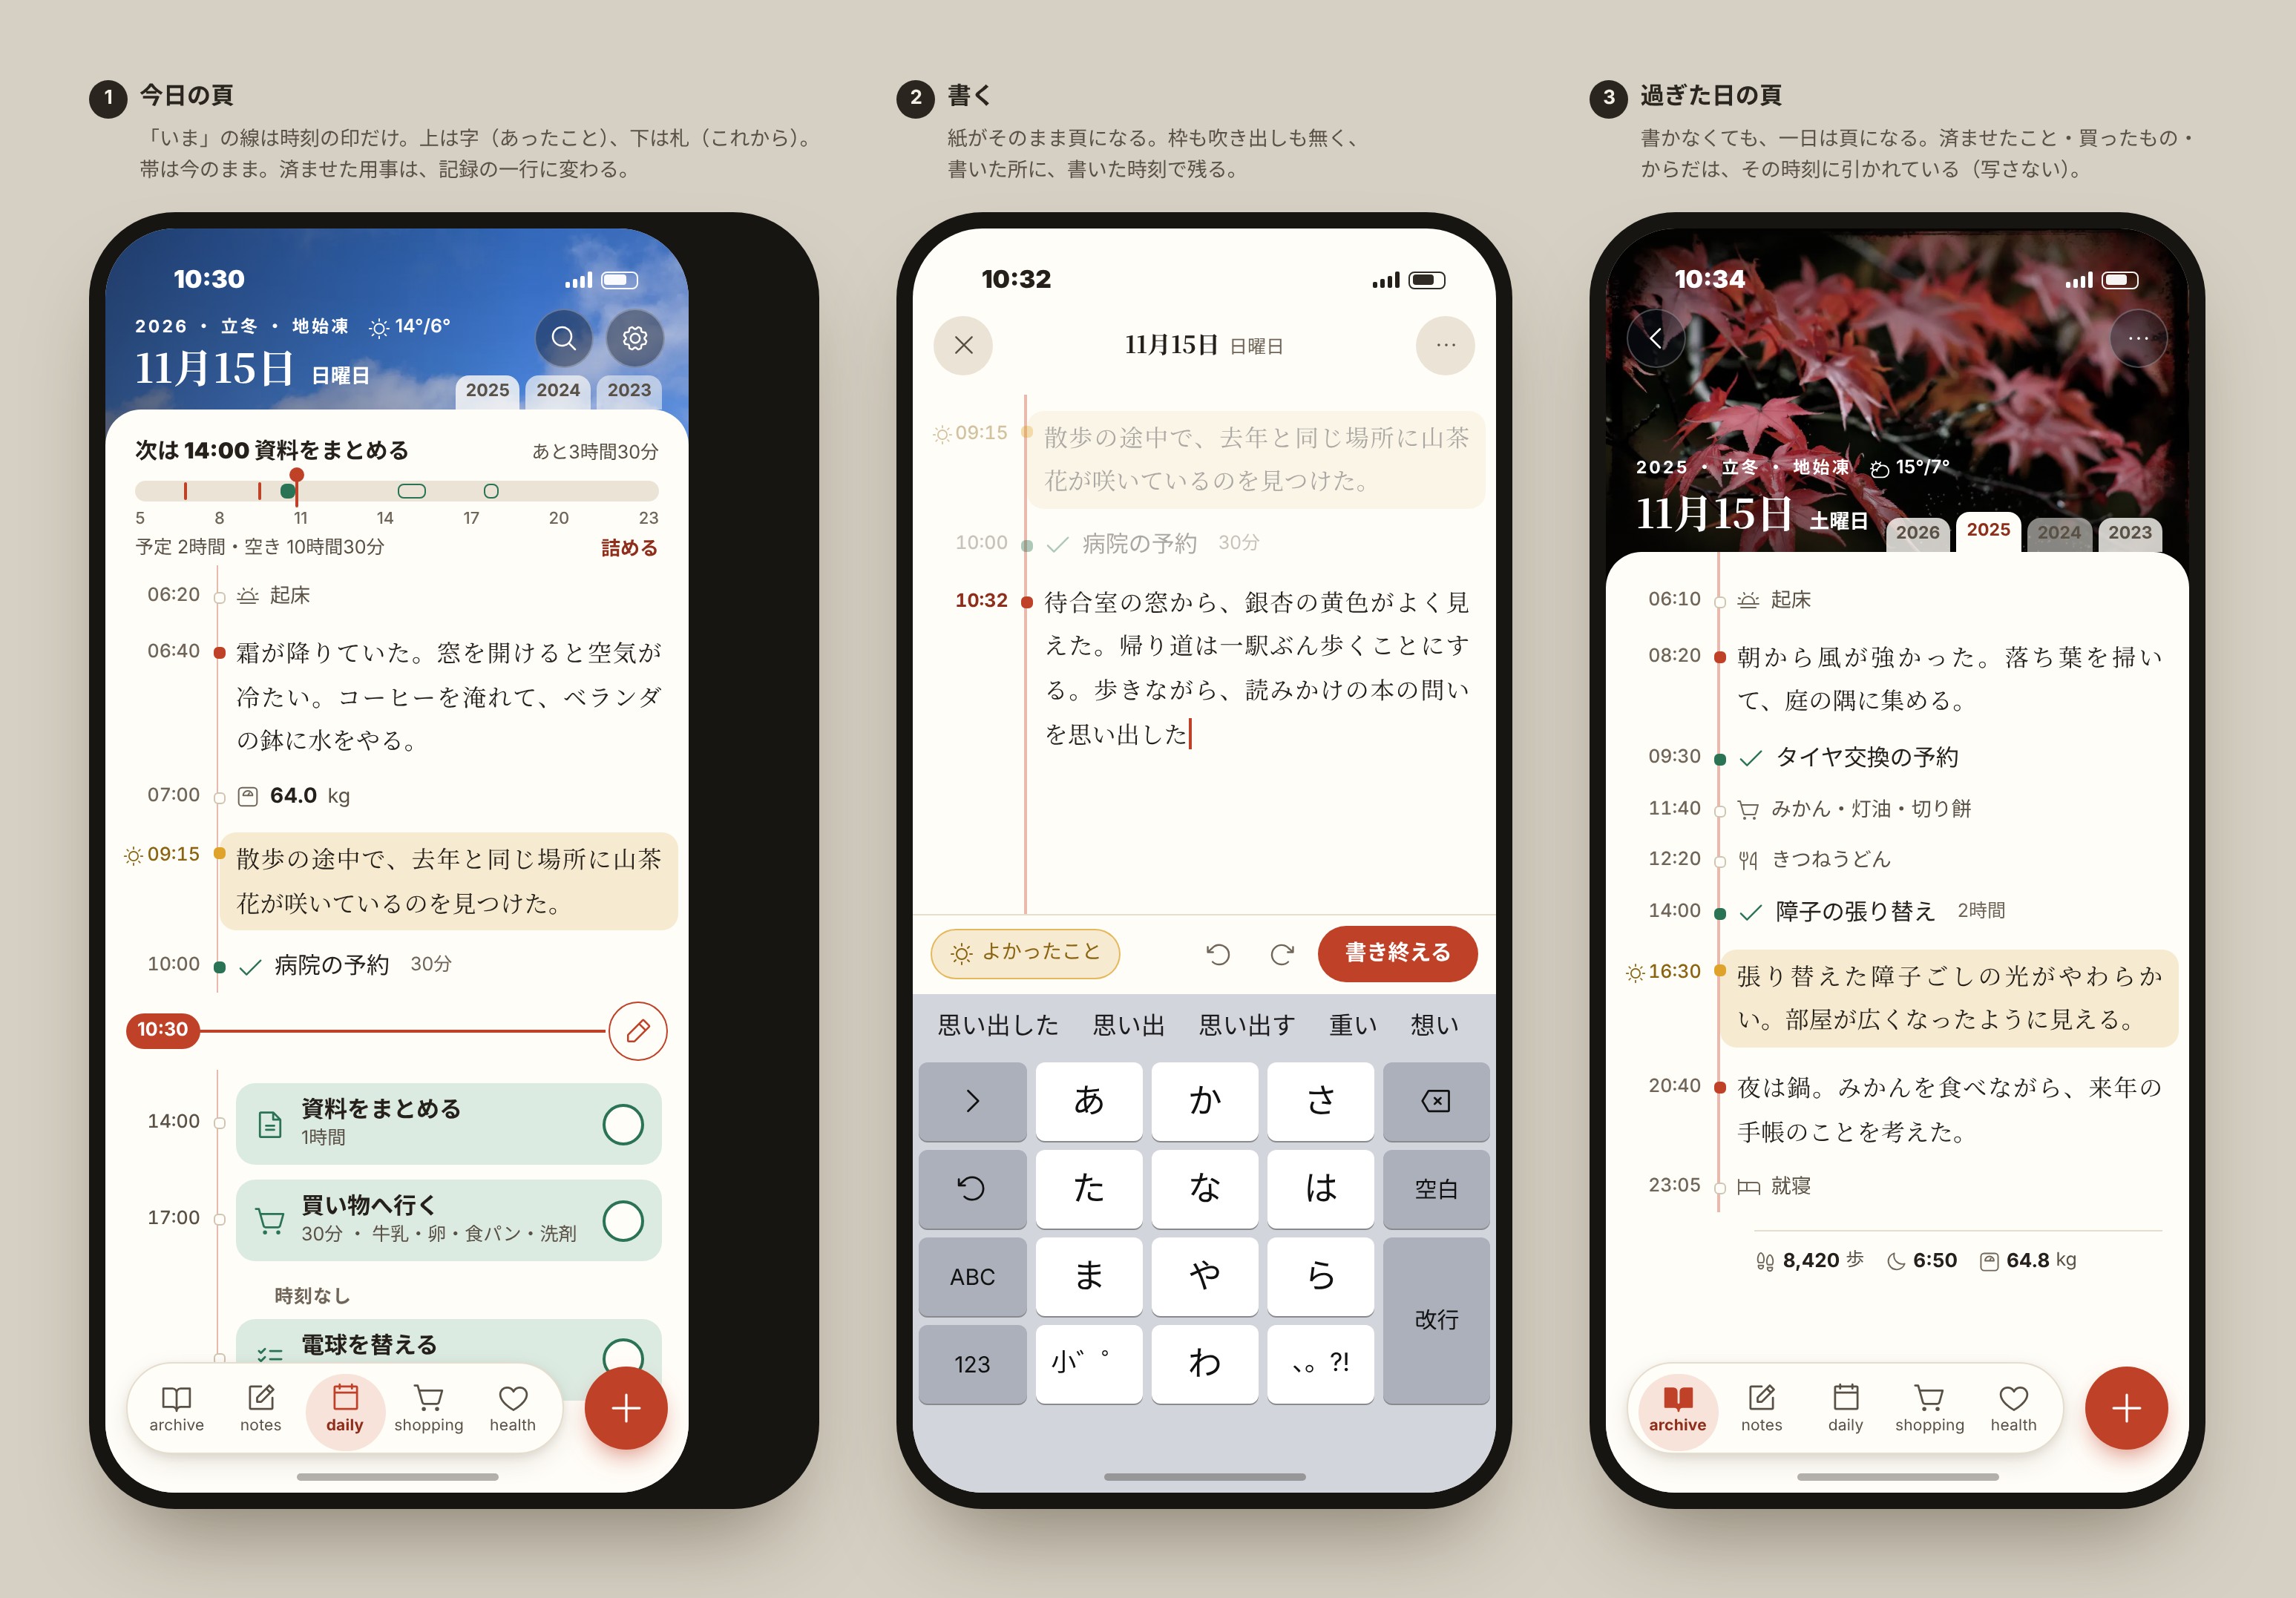 1 今日の頁
「いま」の線は時刻の印だけ。上は字（あったこと）、下は札（これから）。
帯は今のまま。済ませた用事は、記録の一行に変わる。
10:30
2026 ・ 立冬 ・ 地始凍 14°/6°
11月15日 日曜日
2025 2024 2023
次は 14:00 資料をまとめる あと3時間30分
5 8 11 14 17 20 23
予定 2時間・空き 10時間30分 詰める
06:20 起床
06:40 霜が降りていた。窓を開けると空気が
冷たい。コーヒーを淹れて、ベランダ
の鉢に水をやる。
07:00 64.0 kg
09:15 散歩の途中で、去年と同じ場所に山茶
花が咲いているのを見つけた。
10:00 病院の予約 30分
10:30
14:00 資料をまとめる
1時間
17:00 買い物へ行く
30分 ・ 牛乳・卵・食パン・洗剤
時刻なし
電球を替える
archive notes daily shopping health
2 書く
紙がそのまま頁になる。枠も吹き出しも無く、
書いた所に、書いた時刻で残る。
10:32
11月15日 日曜日
09:15 散歩の途中で、去年と同じ場所に山茶
花が咲いているのを見つけた。
10:00 病院の予約 30分
10:32 待合室の窓から、銀杏の黄色がよく見
えた。帰り道は一駅ぶん歩くことにす
る。歩きながら、読みかけの本の問い
を思い出した
よかったこと 書き終える
思い出した 思い出 思い出す 重い 想い
あ か さ
た な は 空白
ABC ま や ら
改行
123 小゛゜ わ 、。?!
3 過ぎた日の頁
書かなくても、一日は頁になる。済ませたこと・買ったもの・
からだは、その時刻に引かれている（写さない）。
10:34
2025 ・ 立冬 ・ 地始凍 15°/7°
11月15日 土曜日
2026 2025 2024 2023
06:10 起床
08:20 朝から風が強かった。落ち葉を掃い
て、庭の隅に集める。
09:30 タイヤ交換の予約
11:40 みかん・灯油・切り餅
12:20 きつねうどん
14:00 障子の張り替え 2時間
16:30 張り替えた障子ごしの光がやわらか
い。部屋が広くなったように見える。
20:40 夜は鍋。みかんを食べながら、来年の
手帳のことを考えた。
23:05 就寝
8,420 歩 6:50 64.8 kg
archive notes daily shopping health